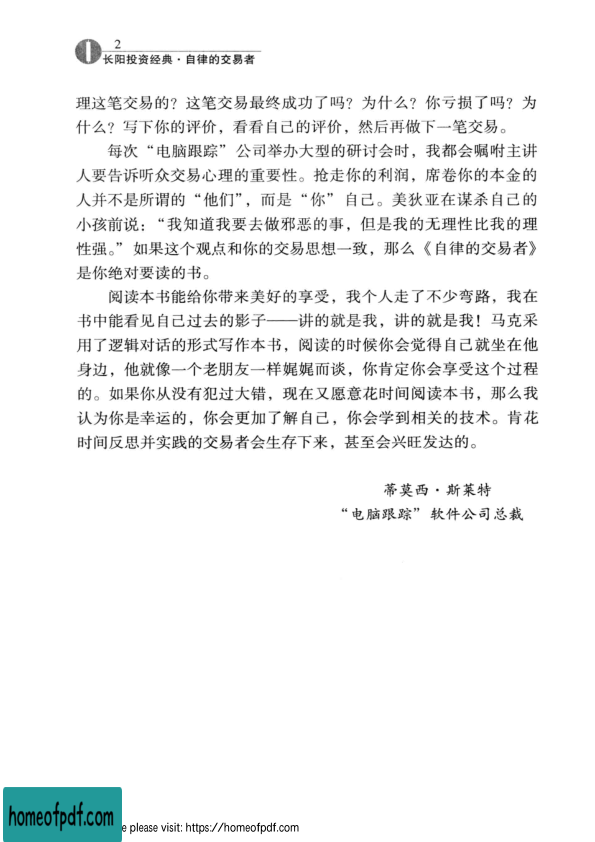 2
长阳投资经典·自律的交易者
理这笔交易的？这笔交易最终成功了吗？为什么？你亏损了吗？为
什么？写下你的评价，看看自己的评价，然后再做下一笔交易。
每次“电脑跟踪”公司举办大型的研讨会时，我都会嘱咐主讲
人要告诉听众交易心理的重要性。抢走你的利润，席卷你的本金的
人并不是所谓的“他们”，而是“你”自己。美狄亚在谋杀自己的
小孩前说：“我知道我要去做邪恶的事，但是我的无理性比我的理
性强。”如果这个观点和你的交易思想一致，那么《自律的交易者》
是你绝对要读的书。
阅读本书能给你带来美好的享受，我个人走了不少弯路，我在
书中能看见自己过去的影子——讲的就是我，讲的就是我！马克采
用了逻辑对话的形式写作本书，阅读的时候你会觉得自己就坐在他
身边，他就像一个老朋友一样娓娓而谈，你肯定你会享受这个过程
的。如果你从没有犯过大错，现在又愿意花时间阅读本书，那么我
认为你是幸运的，你会更加了解自己，你会学到相关的技术。肯花
时间反思并实践的交易者会生存下来，甚至会兴旺发达的。
蒂莫西·斯莱特
“电脑跟踪”软件公司总裁
homeofpdf.com
e please visit: https://homeofpdf.com